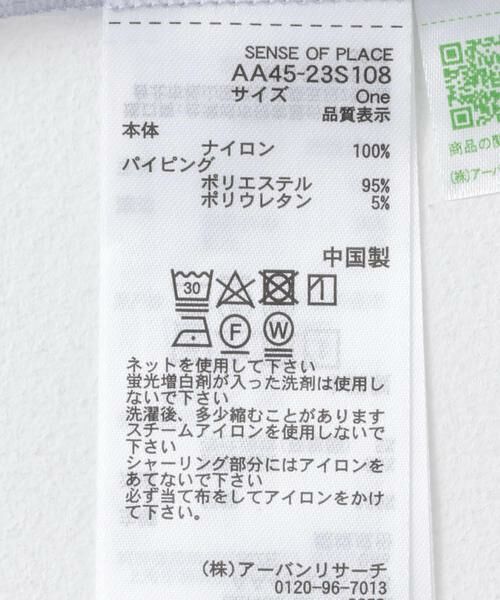 SENSE OF PLACE
AA45-23S108
サイズ One
品質表示
本体
ナイロン 100%
パイピング
ポリエステル 95%
ポリウレタン 5%
中国製
30
F W
ネットを使用して下さい
蛍光増白剤が入った洗剤は使用し
ないで下さい
洗濯後、多少縮むことがあります
スチームアイロンを使用しないで
下さい
シャーリング部分にはアイロンを
あてないで下さい
必ず当て布をしてアイロンをかけ
て下さい。
(株)アーバンリサーチ
0120-96-7013
商品の
(株)アーバ